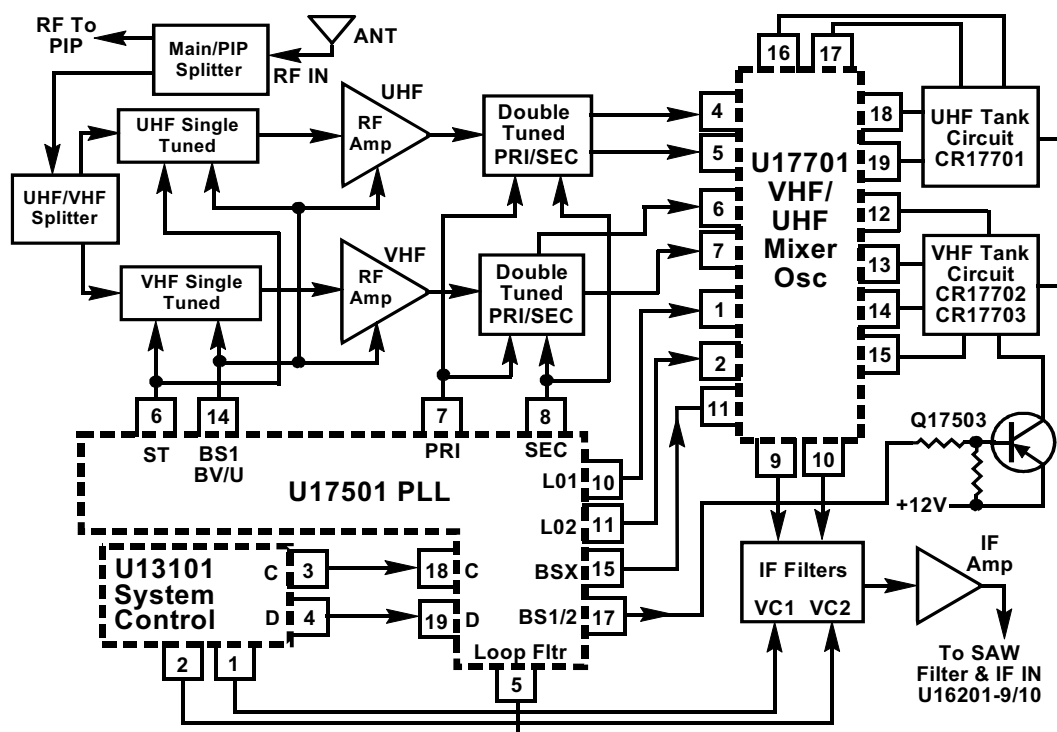 RF To
PIP
Main/PIP
Splitter
ANT
RF IN
UHF
UHF Single
Tuned
RF
Amp
Double
Tuned
PRI/SEC
UHF/VHF
Splitter
VHF Single
Tuned
VHF
RF
Amp
Double
Tuned
PRI/SEC
16
17
4
5
6
7
1
2
11
U17701
VHF/
UHF
Mixer
Osc
18
19
12
13
14
15
UHF Tank
Circuit
CR17701
VHF Tank
Circuit
CR17702
CR17703
9
10
Q17503
+12V
6
14
7
8
ST
BS1
BV/U
PRI
SEC
U17501 PLL
L01
10
L02
11
BSX
15
BS1/2
17
18
C
19
D
Loop Fltr
5
U13101
System
Control
C
3
D
4
2
1
IF Filters
VC1
VC2
IF
Amp
To SAW
Filter & IF IN
U16201-9/10